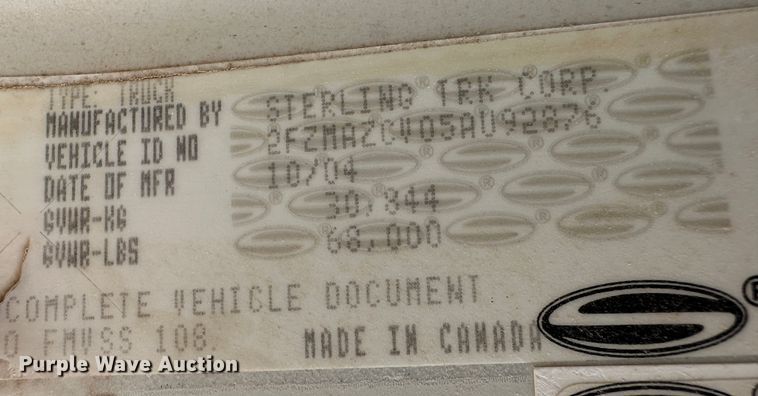 TYPE: TRUCK
MANUFACTURED BY STERLING TRK CORP.
VEHICLE ID NO 2FZMAZCV05AU92876
DATE OF MFR 10/04
GVWR-KG 30,844
GVWR-LBS 68,000
COMPLETE VEHICLE DOCUMENT
O FMVSS 108. MADE IN CANADA
Purple Wave Auction